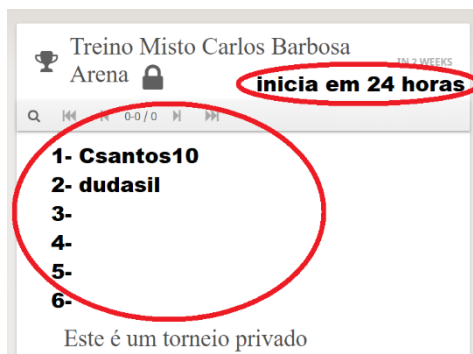 Treino Misto Carlos Barbosa
Arena
IN 2 WEEKS
inicia em 24 horas
0-0 / 0
1- Csantos10
2- dudasil
3-
4-
5-
6-
Este é um torneio privado